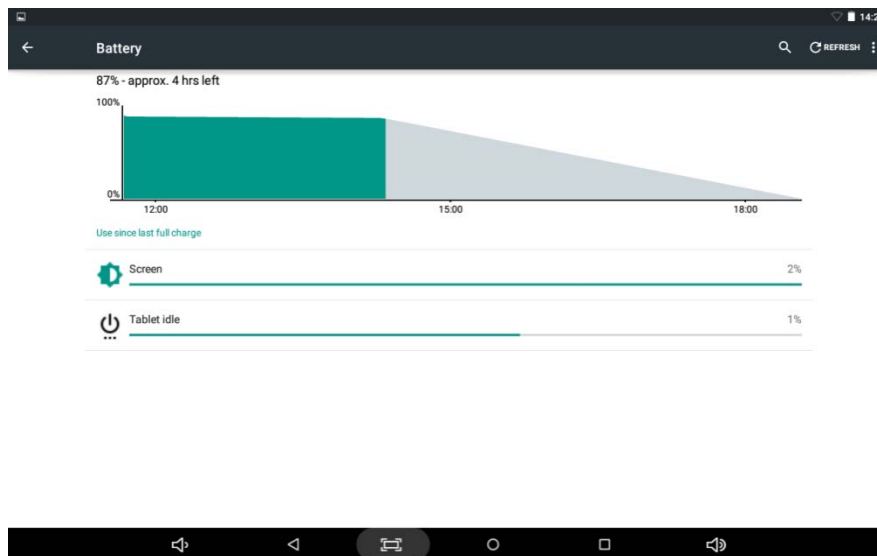 Battery
REFRESH
87% - approx. 4 hrs left
100%
0%
12:00 15:00 18:00
Use since last full charge
Screen 2%
Tablet idle 1%